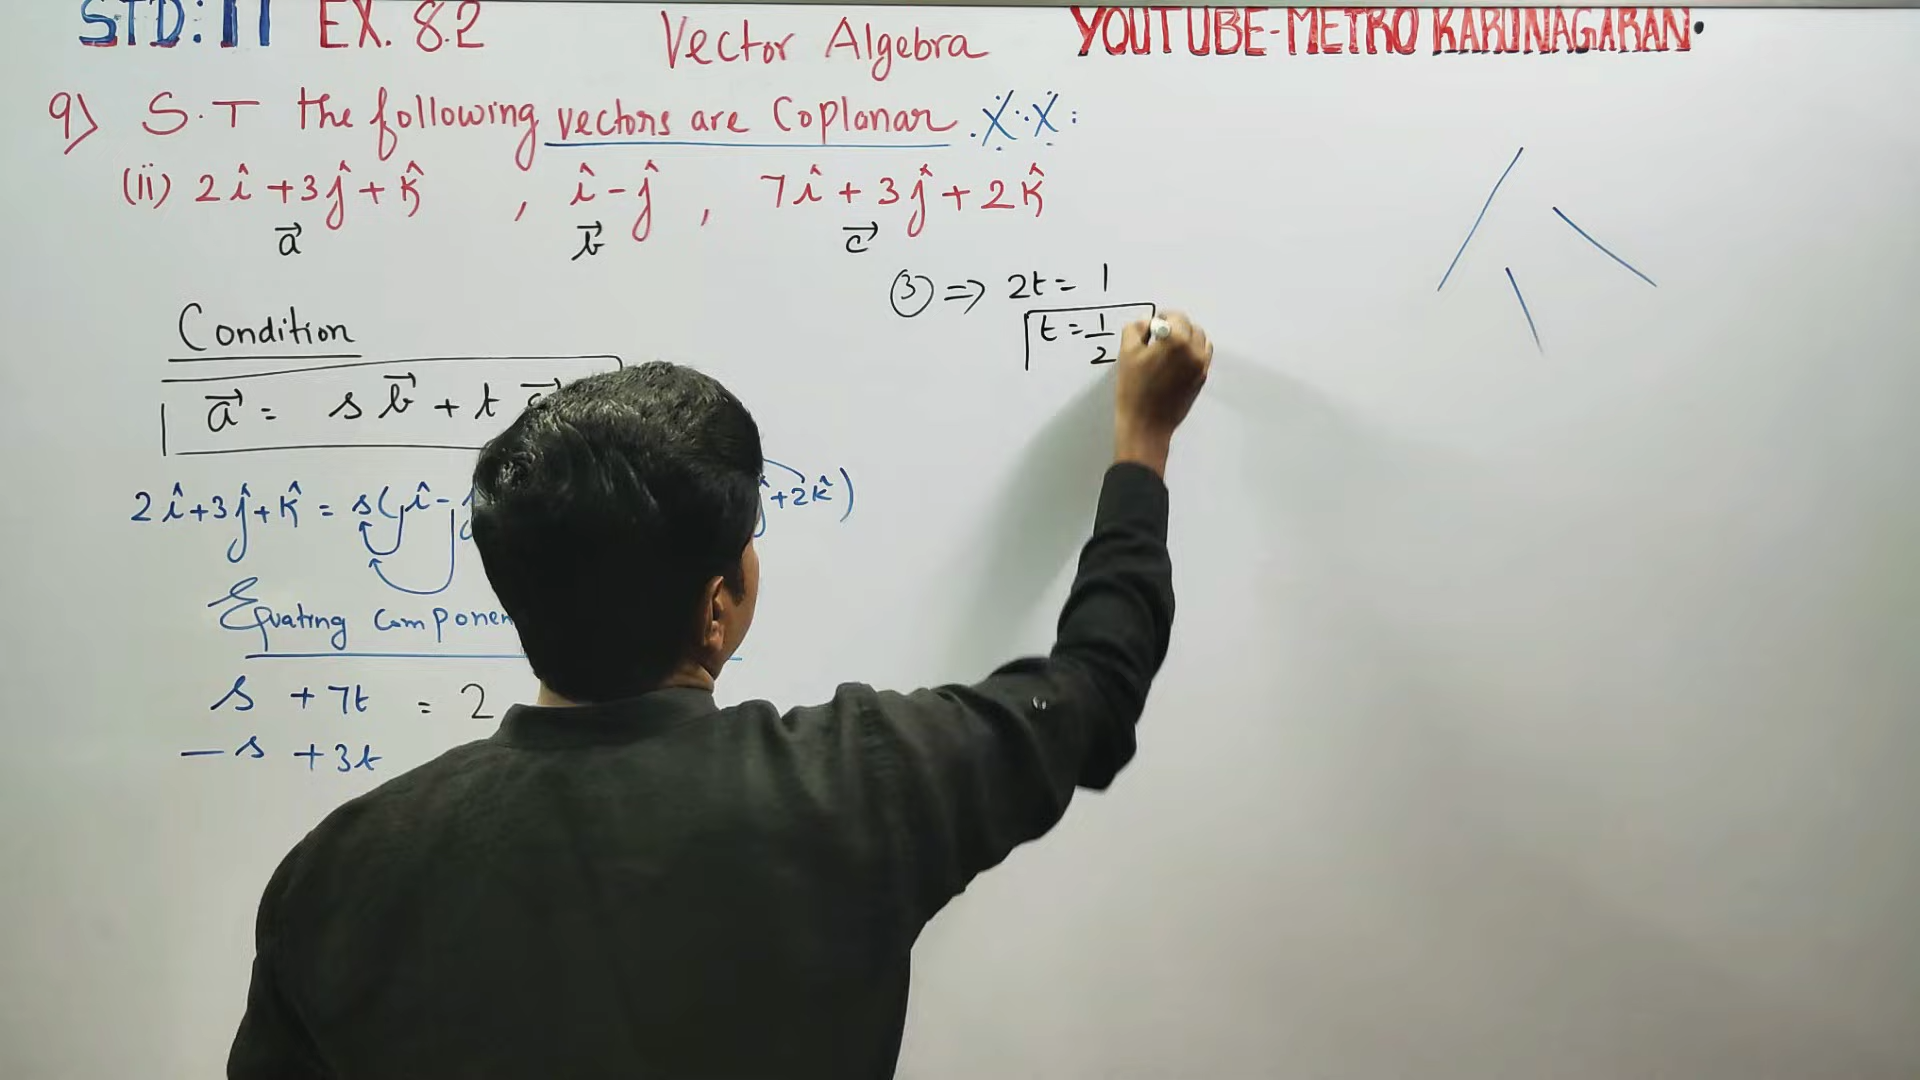 STD: 11 EX. 8.2 Vector Algebra YOUTUBE-METRO KARUNAGARAN.
9) S.T the following vectors are Coplanar. X X :
(ii) 2î + 3ĵ + k̂ , î - ĵ , 7î + 3ĵ + 2k̂
a⃗ b⃗ c⃗
Condition
a⃗ = s b⃗ + t
2î+3ĵ+k̂ = s(î-
+2k̂)
Equating
s + 7t = 2
-s + 3t
③ ⇒ 2t = 1
t = 1/2